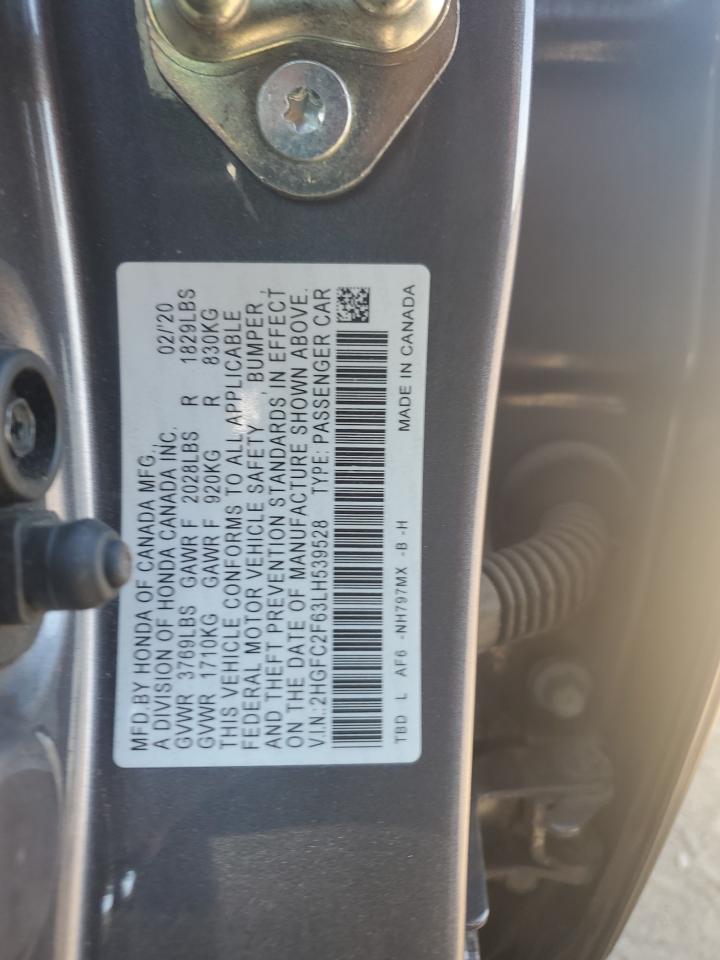 MFD.BY HONDA OF CANADA MFG., 02/'20
A DIVISION OF HONDA CANADA INC.
GVWR 3769LBS GAWR F 2028LBS R 1829LBS
GVWR 1710KG GAWR F 920KG R 830KG
THIS VEHICLE CONFORMS TO ALL APPLICABLE
FEDERAL MOTOR VEHICLE SAFETY, BUMPER,
AND THEFT PREVENTION STANDARDS IN EFFECT
ON THE DATE OF MANUFACTURE SHOWN ABOVE.
V.I.N.:2HGFC2F63LH539528 TYPE: PASSENGER CAR
TBD L AF6 -NH797MX -B -H MADE IN CANADA